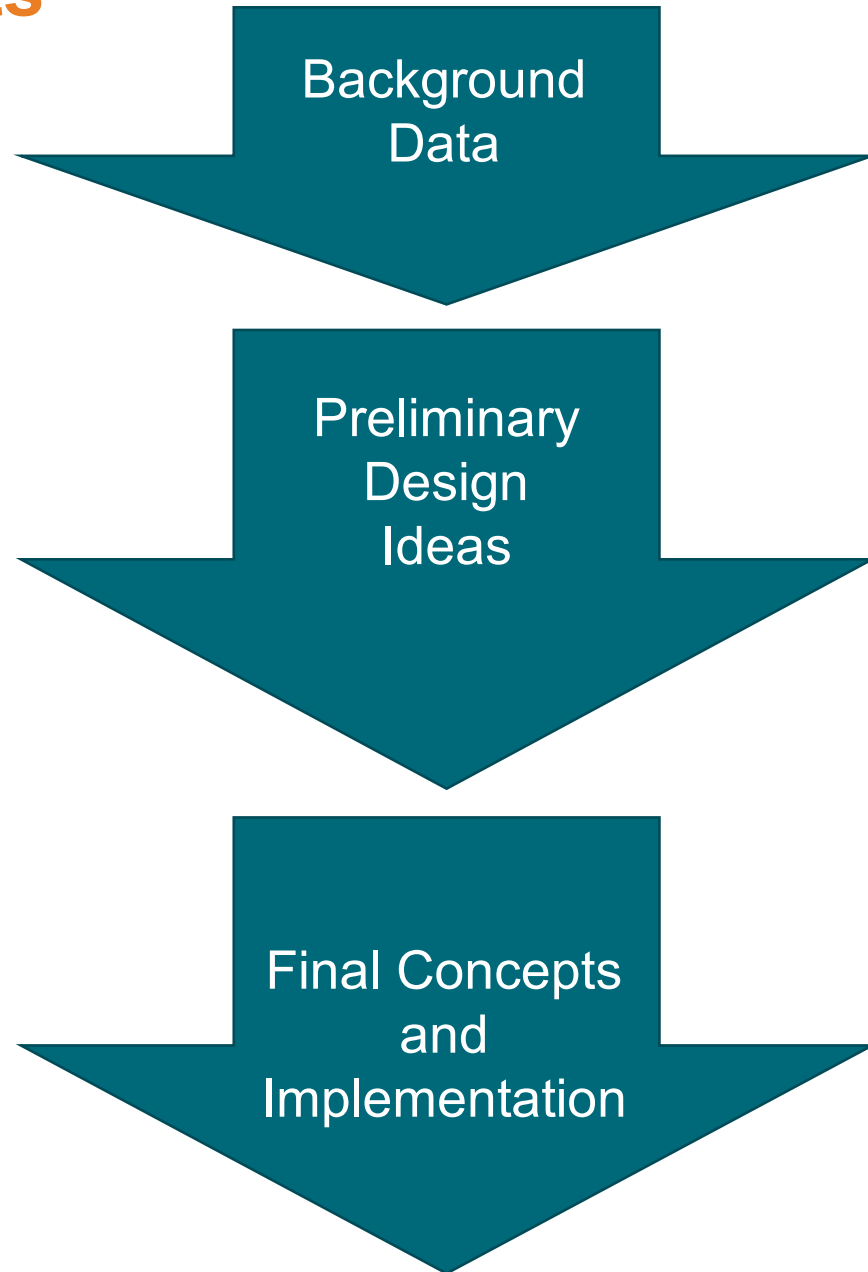 Background
Data
Preliminary
Design
Ideas
Final Concepts
and
Implementation